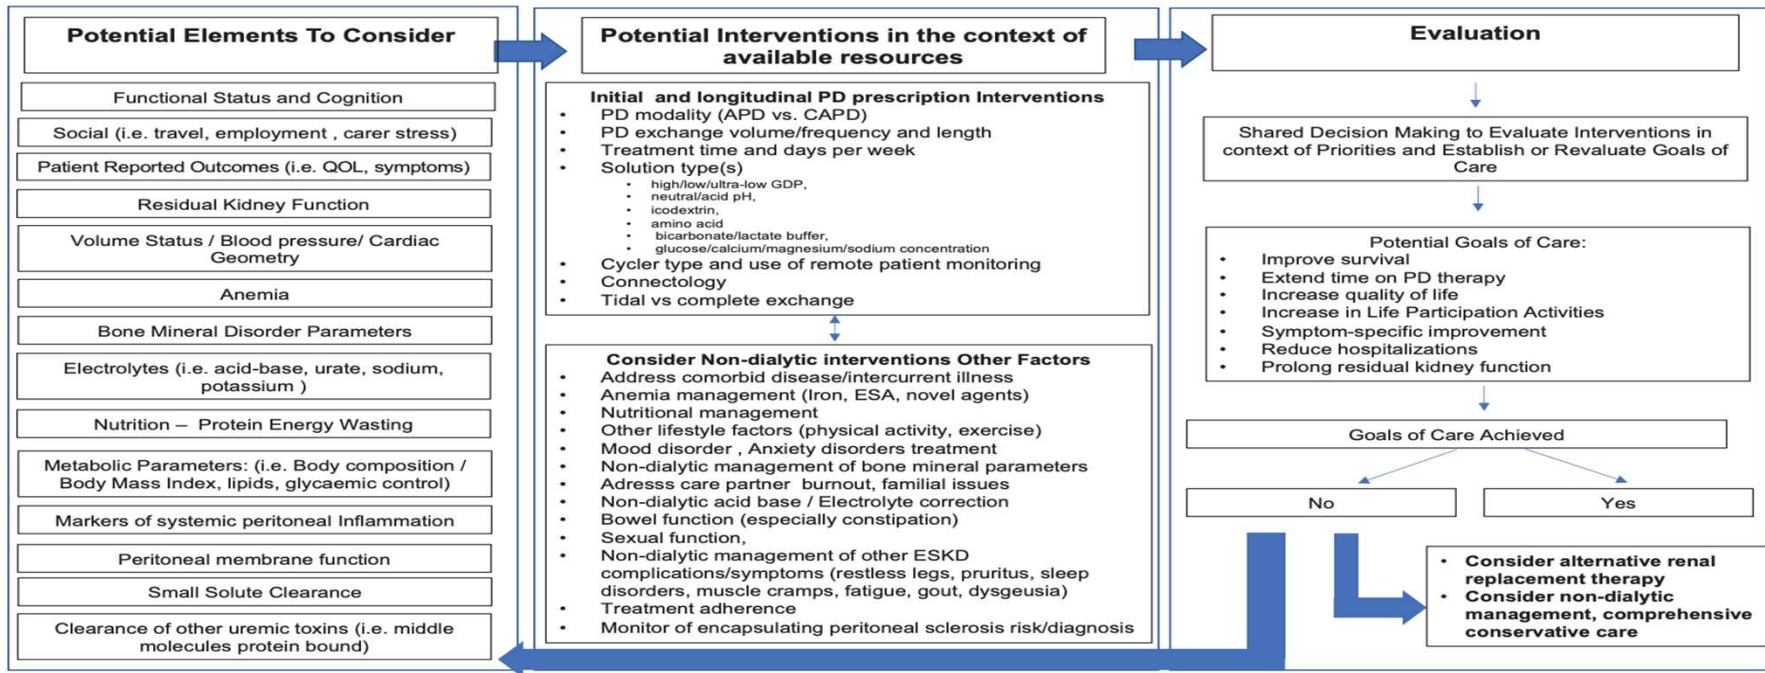 Potential Elements To Consider
Functional Status and Cognition
Social (i.e. travel, employment , carer stress)
Patient Reported Outcomes (i.e. QOL, symptoms)
Residual Kidney Function
Volume Status / Blood pressure/ Cardiac
Geometry
Anemia
Bone Mineral Disorder Parameters
Electrolytes (i.e. acid-base, urate, sodium,
potassium )
Nutrition – Protein Energy Wasting
Metabolic Parameters: (i.e. Body composition /
Body Mass Index, lipids, glycaemic control)
Markers of systemic peritoneal Inflammation
Peritoneal membrane function
Small Solute Clearance
Clearance of other uremic toxins (i.e. middle
molecules protein bound)
Potential Interventions in the context of
available resources
Initial and longitudinal PD prescription Interventions
• PD modality (APD vs. CAPD)
• PD exchange volume/frequency and length
• Treatment time and days per week
• Solution type(s)
• high/low/ultra-low GDP,
• neutral/acid pH,
• icodextrin,
• amino acid
• bicarbonate/lactate buffer,
• glucose/calcium/magnesium/sodium concentration
• Cycler type and use of remote patient monitoring
• Connectology
• Tidal vs complete exchange
Consider Non-dialytic interventions Other Factors
• Address comorbid disease/intercurrent illness
• Anemia management (Iron, ESA, novel agents)
• Nutritional management
• Other lifestyle factors (physical activity, exercise)
• Mood disorder , Anxiety disorders treatment
• Non-dialytic management of bone mineral parameters
• Adresss care partner burnout, familial issues
• Non-dialytic acid base / Electrolyte correction
• Bowel function (especially constipation)
• Sexual function,
• Non-dialytic management of other ESKD
complications/symptoms (restless legs, pruritus, sleep
disorders, muscle cramps, fatigue, gout, dysgeusia)
• Treatment adherence
• Monitor of encapsulating peritoneal sclerosis risk/diagnosis
Evaluation
Shared Decision Making to Evaluate Interventions in
context of Priorities and Establish or Revaluate Goals of
Care
Potential Goals of Care:
• Improve survival
• Extend time on PD therapy
• Increase quality of life
• Increase in Life Participation Activities
• Symptom-specific improvement
• Reduce hospitalizations
• Prolong residual kidney function
Goals of Care Achieved
No
Yes
• Consider alternative renal
replacement therapy
• Consider non-dialytic
management, comprehensive
conservative care